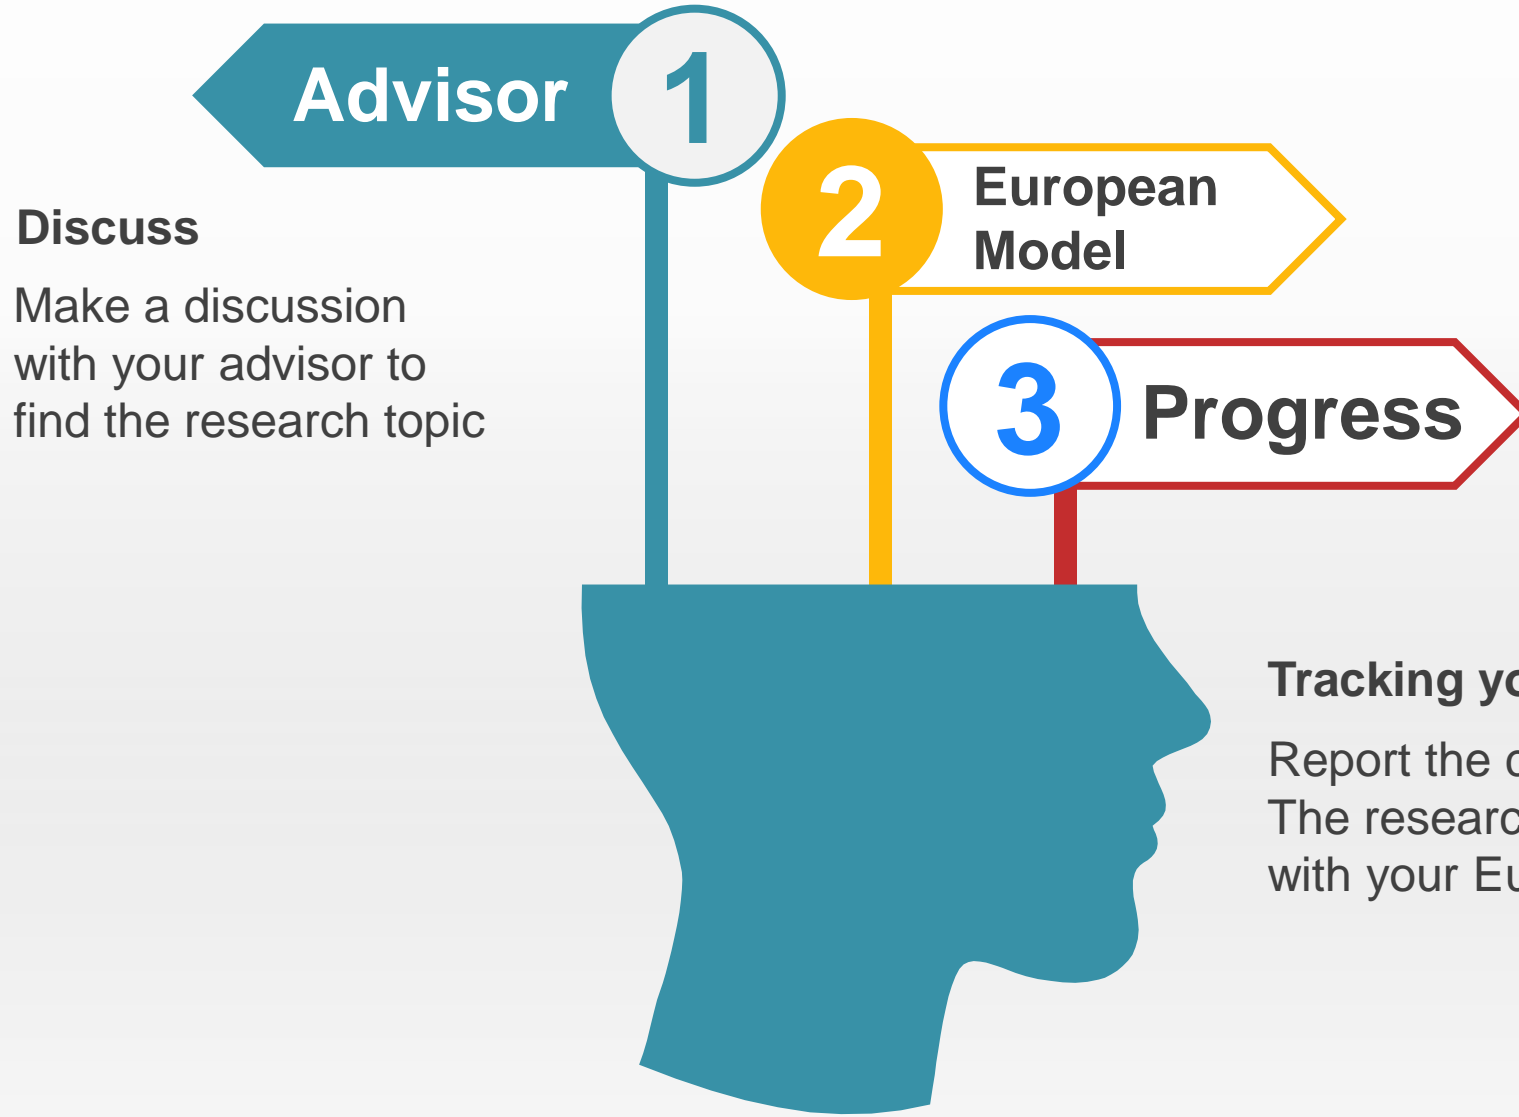 Advisor
1
2
European
Model
3
Progress
Discuss
Make a discussion
with your advisor to
find the research topic
Tracking
Report the
The
with your